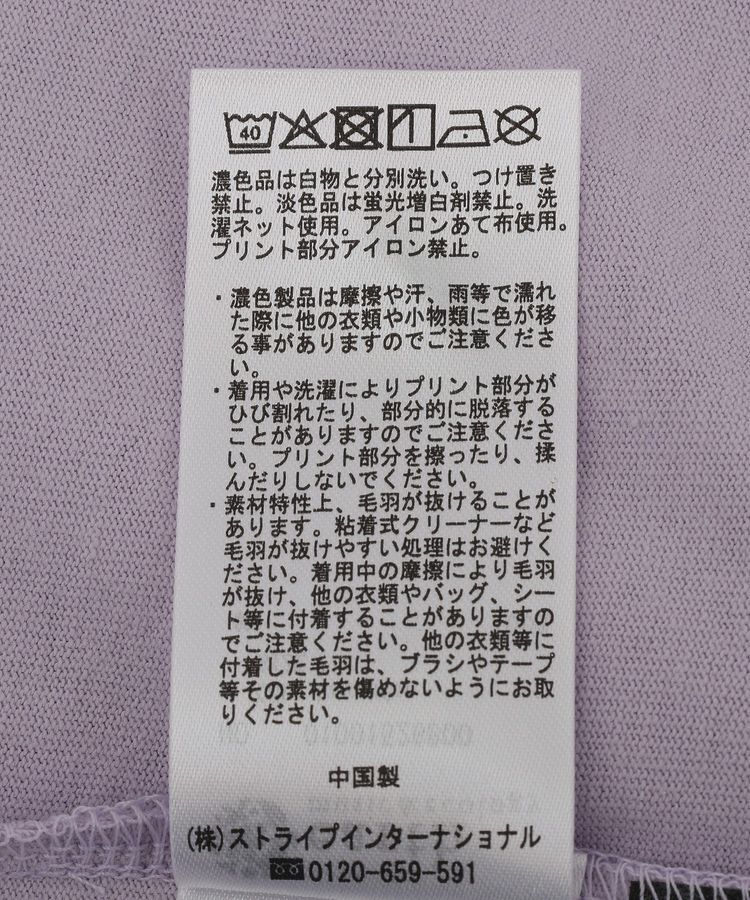 40
濃色品は白物と分別洗い。つけ置き
禁止。淡色品は蛍光増白剤禁止。洗
濯ネット使用。アイロンあて布使用。
プリント部分アイロン禁止。
・濃色製品は摩擦や汗、雨等で濡れ
た際に他の衣類や小物類に色が移
る事がありますのでご注意くださ
い。
・着用や洗濯によりプリント部分が
ひび割れたり、部分的に脱落する
ことがありますのでご注意くださ
い。プリント部分を擦ったり、揉
んだりしないでください。
・素材特性上、毛羽が抜けることが
あります。粘着式クリーナーなど
毛羽が抜けやすい処理はお避けく
ださい。着用中の摩擦により毛羽
が抜け、他の衣類やバッグ、シー
ト等に付着することがありますの
でご注意ください。他の衣類等に
付着した毛羽は、ブラシやテープ
等その素材を傷めないようにお取
りください。
中国製
(株)ストライプインターナショナル
0120-659-591